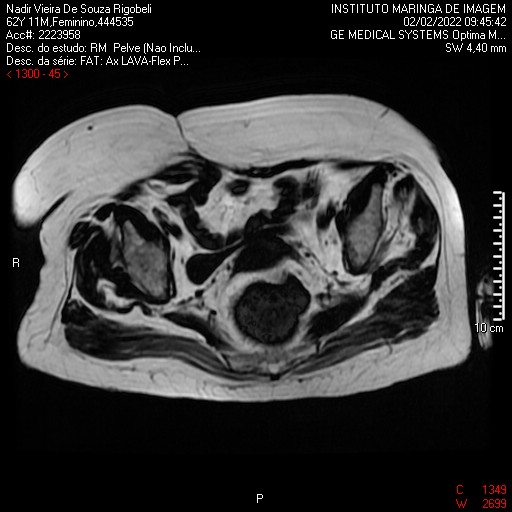 Nadir Vieira De Souza Rigobeli
62Y 11M,Feminino,444535
Acc#: 2223958
Desc. do estudo: RM Pelve (Nao Inclu...
Desc. da série: FAT: Ax LAVA-Flex P...
< 1300 - 45 >
INSTITUTO MARINGA DE IMAGEM
02/02/2022 09:45:42
GE MEDICAL SYSTEMS Optima M...
SW 4,40 mm
R
10 cm
P
C 1349
W 2699